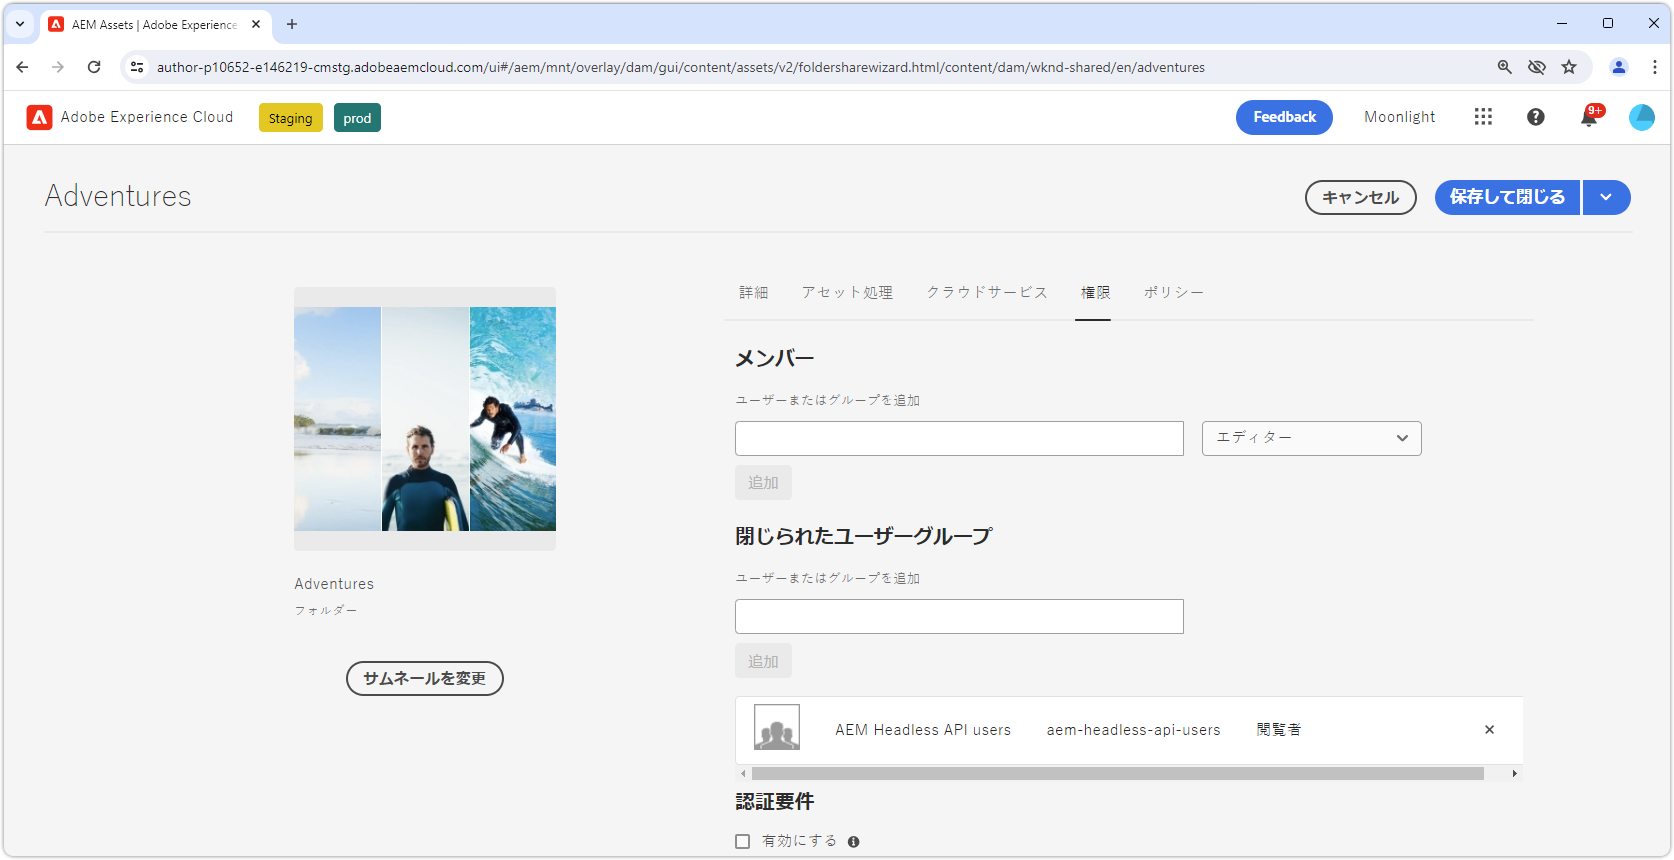 AEM Assets | Adobe Experience
author-p10652-e146219-cmstg.adobeaemcloud.com/ui#/aem/mnt/overlay/dam/gui/content/assets/v2/foldersharewizard.html/content/dam/wknd-shared/en/adventures
Adobe Experience Cloud Staging prod Feedback Moonlight 9+
Adventures キャンセル 保存して閉じる
詳細 アセット処理 クラウドサービス 権限 ポリシー
メンバー
ユーザーまたはグループを追加
エディター
追加
閉じられたユーザーグループ
ユーザーまたはグループを追加
追加
Adventures
フォルダー
サムネールを変更
AEM Headless API users aem-headless-api-users 閲覧者
認証要件
有効にする